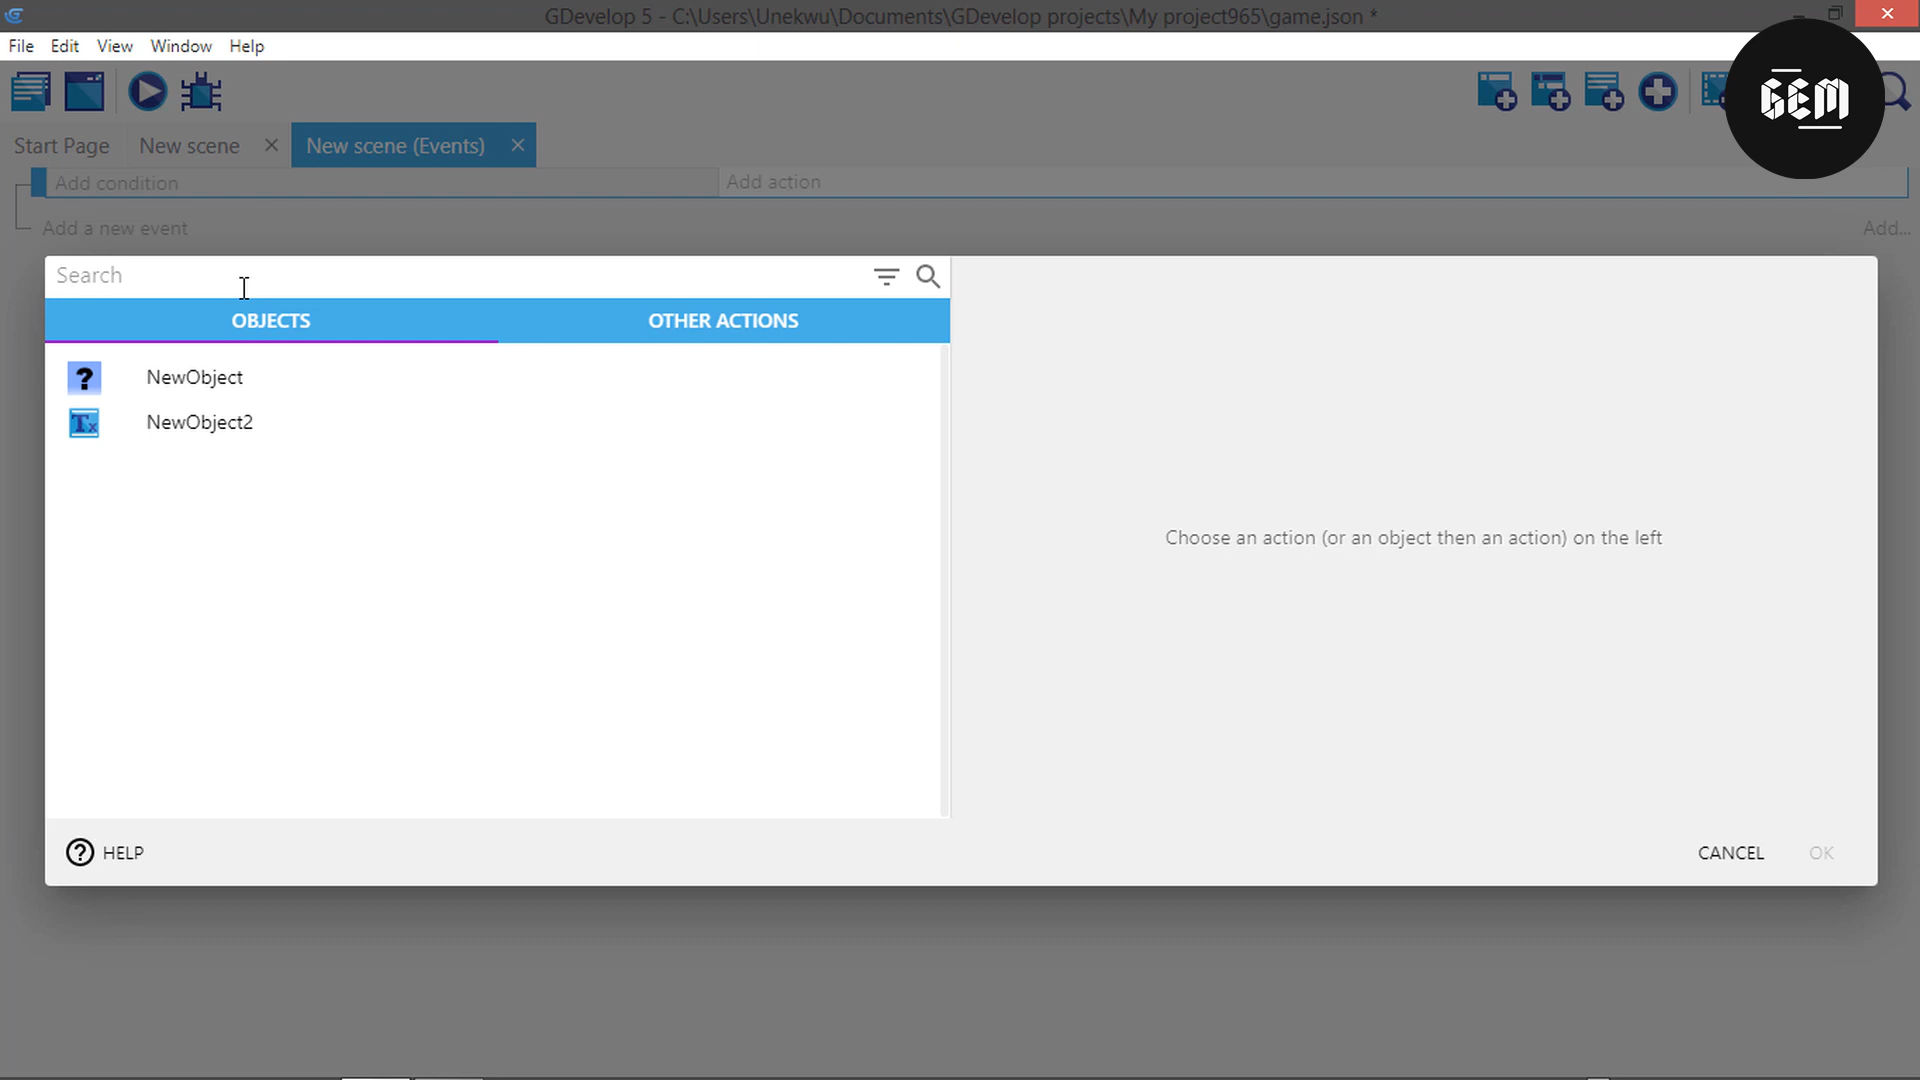 GDevelop 5 - C:\Users\Unekwu\Documents\GDevelop projects\My project965\game.json *
File Edit View Window Help
GEM
Start Page New scene New scene (Events)
Add condition Add action
Add a new event Add...
Search
OBJECTS OTHER ACTIONS
? NewObject
Tx NewObject2
Choose an action (or an object then an action) on the left
? HELP CANCEL OK